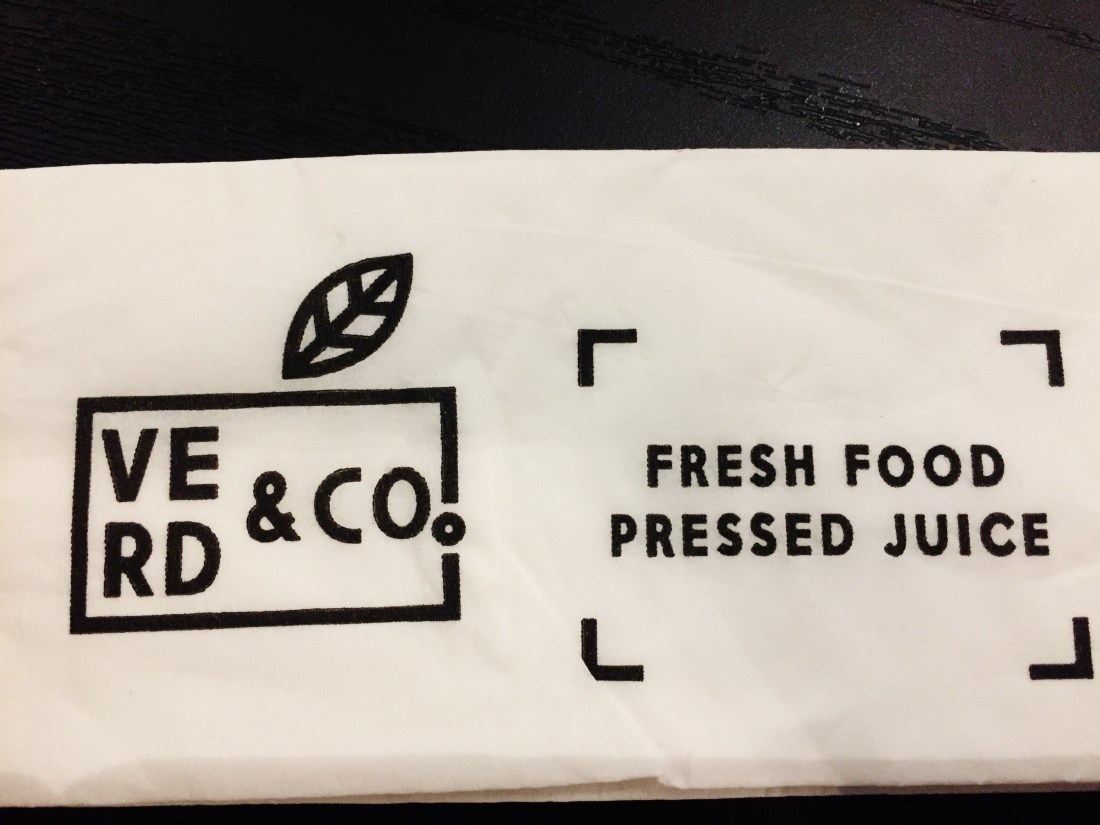 VE
RD
& CO.
FRESH FOOD
PRESSED JUICE